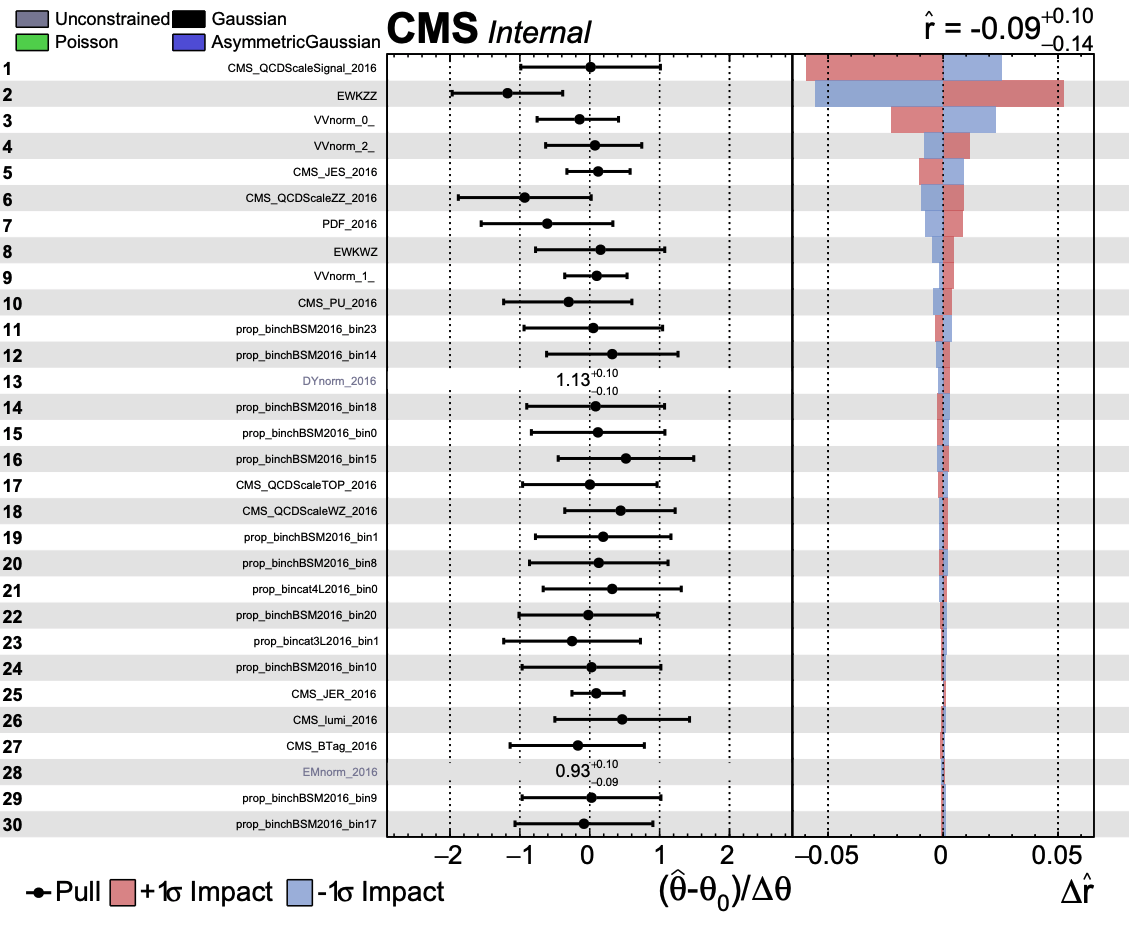 Unconstrained Gaussian
Poisson AsymmetricGaussian
CMS Internal
r̂ = -0.09 +0.10 −0.14
1 CMS_QCDScaleSignal_2016
2 EWKZZ
3 VVnorm_0_
4 VVnorm_2_
5 CMS_JES_2016
6 CMS_QCDScaleZZ_2016
7 PDF_2016
8 EWKWZ
9 VVnorm_1_
10 CMS_PU_2016
11 prop_binchBSM2016_bin23
12 prop_binchBSM2016_bin14
13 DYnorm_2016 1.13 +0.10 −0.10
14 prop_binchBSM2016_bin18
15 prop_binchBSM2016_bin0
16 prop_binchBSM2016_bin15
17 CMS_QCDScaleTOP_2016
18 CMS_QCDScaleWZ_2016
19 prop_binchBSM2016_bin1
20 prop_binchBSM2016_bin8
21 prop_bincat4L2016_bin0
22 prop_binchBSM2016_bin20
23 prop_bincat3L2016_bin1
24 prop_binchBSM2016_bin10
25 CMS_JER_2016
26 CMS_lumi_2016
27 CMS_BTag_2016
28 EMnorm_2016 0.93 +0.10 −0.09
29 prop_binchBSM2016_bin9
30 prop_binchBSM2016_bin17
−2 −1 0 1 2 −0.05 0 0.05
Pull +1σ Impact -1σ Impact (θ̂-θ₀)/Δθ Δr̂